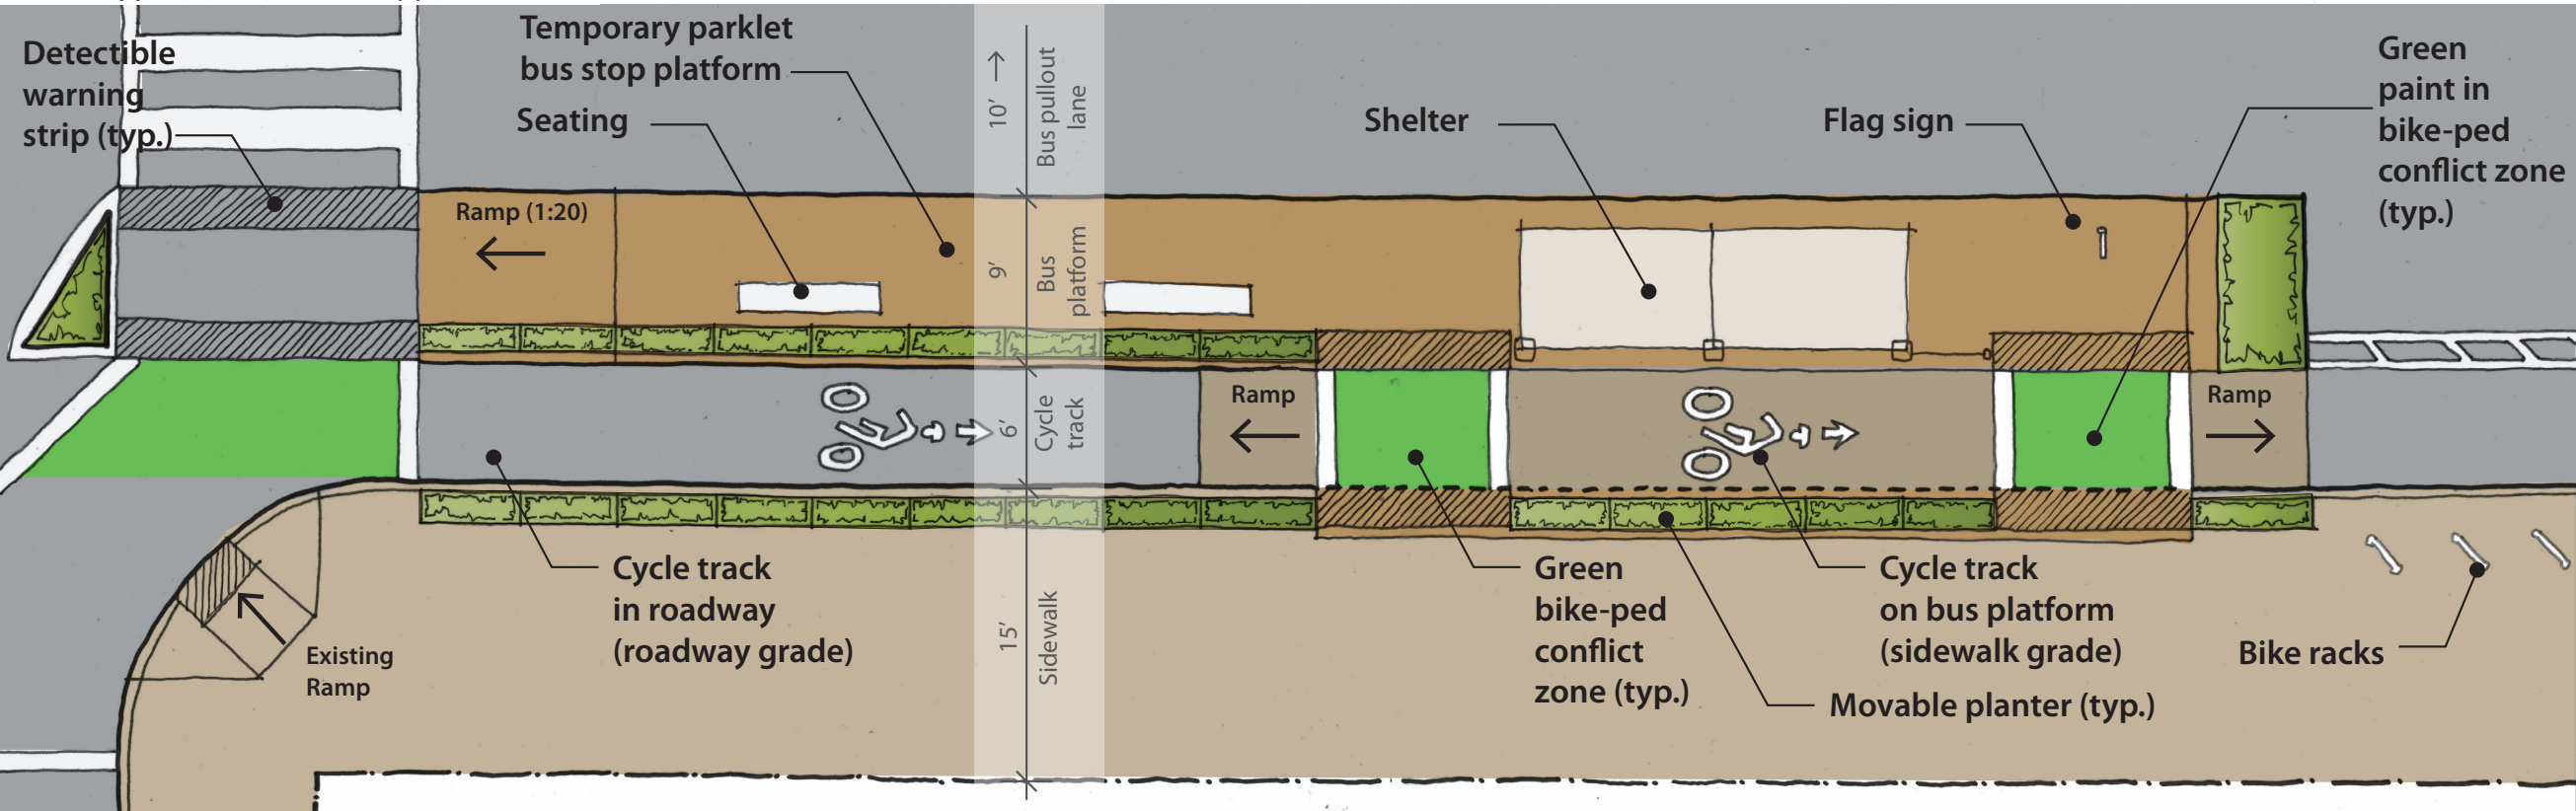 Detectible
warning
strip (typ.)
Temporary parklet
bus stop platform
Seating
10’
Bus pullout
lane
Shelter
Flag sign
Green
paint in
bike-ped
conflict zone
(typ.)
Ramp (1:20)
9’
Bus
platform
Ramp
6’
Cycle
track
Ramp
Cycle track
in roadway
(roadway grade)
15’
Sidewalk
Green
bike-ped
conflict
zone (typ.)
Cycle track
on bus platform
(sidewalk grade)
Movable planter (typ.)
Bike racks
Existing
Ramp